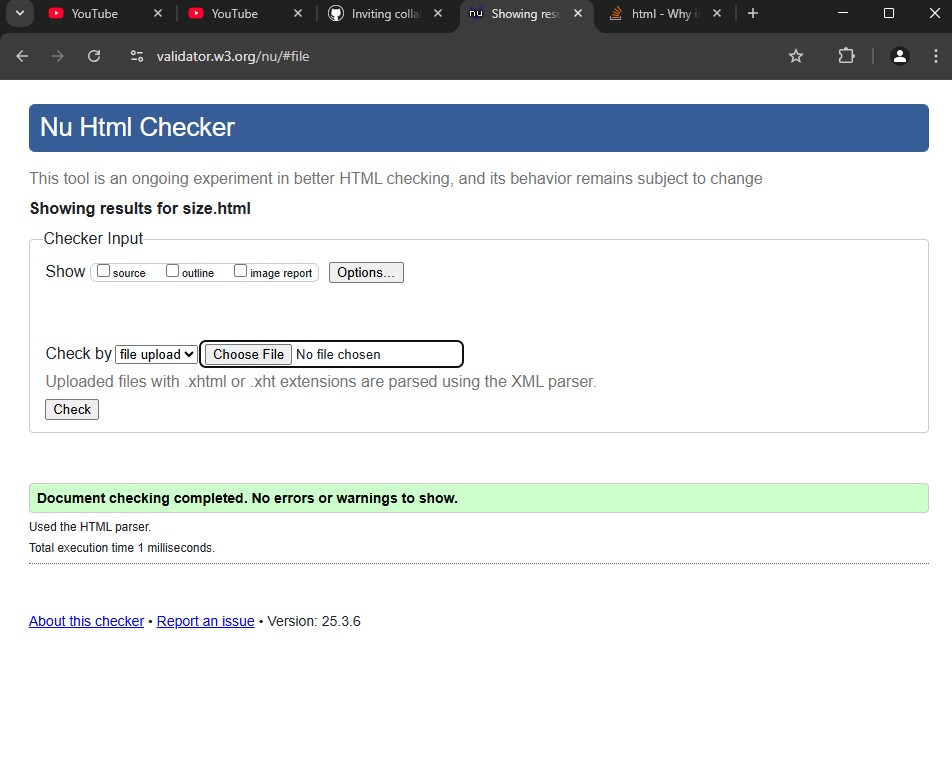 YouTube
YouTube
Inviting colla
nu Showing resu
html - Why is
validator.w3.org/nu/#file
Nu Html Checker
This tool is an ongoing experiment in better HTML checking, and its behavior remains subject to change
Showing results for size.html
Checker Input
Show source outline image report Options...
Check by file upload Choose File No file chosen
Uploaded files with .xhtml or .xht extensions are parsed using the XML parser.
Check
Document checking completed. No errors or warnings to show.
Used the HTML parser.
Total execution time 1 milliseconds.
About this checker • Report an issue • Version: 25.3.6